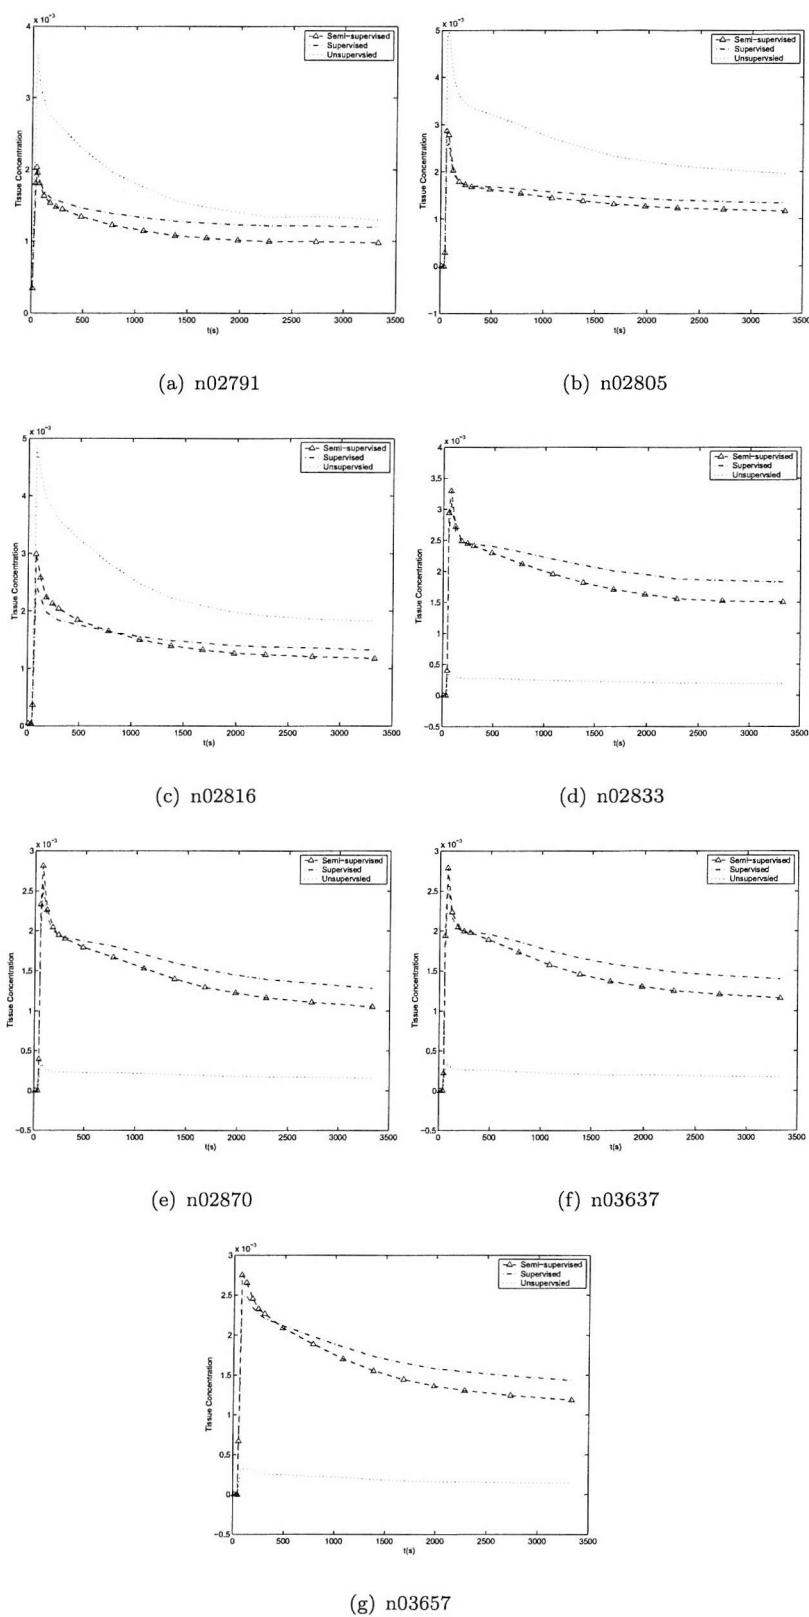 x 10⁻³
4
3
2
1
0
Tissue Concentration
Semi-supervised
Supervised
Unsupervsied
0 500 1000 1500 2000 2500 3000 3500
t(s)
(a) n02791
x 10⁻³
5
4
3
2
1
0
−1
Tissue Concentration
Semi-supervised
Supervised
Unsupervsied
0 500 1000 1500 2000 2500 3000 3500
t(s)
(b) n02805
x 10⁻³
5
4
3
2
1
0
Tissue Concentration
Semi-supervised
Supervised
Unsupervsied
0 500 1000 1500 2000 2500 3000 3500
t(s)
(c) n02816
x 10⁻³
4
3.5
3
2.5
2
1.5
1
0.5
0
−0.5
Tissue Concentration
Semi-supervised
Supervised
Unsupervsied
0 500 1000 1500 2000 2500 3000 3500
t(s)
(d) n02833
x 10⁻³
3
2.5
2
1.5
1
0.5
0
−0.5
Tissue Concentration
Semi-supervised
Supervised
Unsupervsied
0 500 1000 1500 2000 2500 3000 3500
t(s)
(e) n02870
x 10⁻³
3
2.5
2
1.5
1
0.5
0
−0.5
Tissue Concentration
Semi-supervised
Supervised
Unsupervsied
0 500 1000 1500 2000 2500 3000 3500
t(s)
(f) n03637
x 10⁻³
3
2.5
2
1.5
1
0.5
0
−0.5
Tissue Concentration
Semi-supervised
Supervised
Unsupervsied
0 500 1000 1500 2000 2500 3000 3500
t(s)
(g) n03657